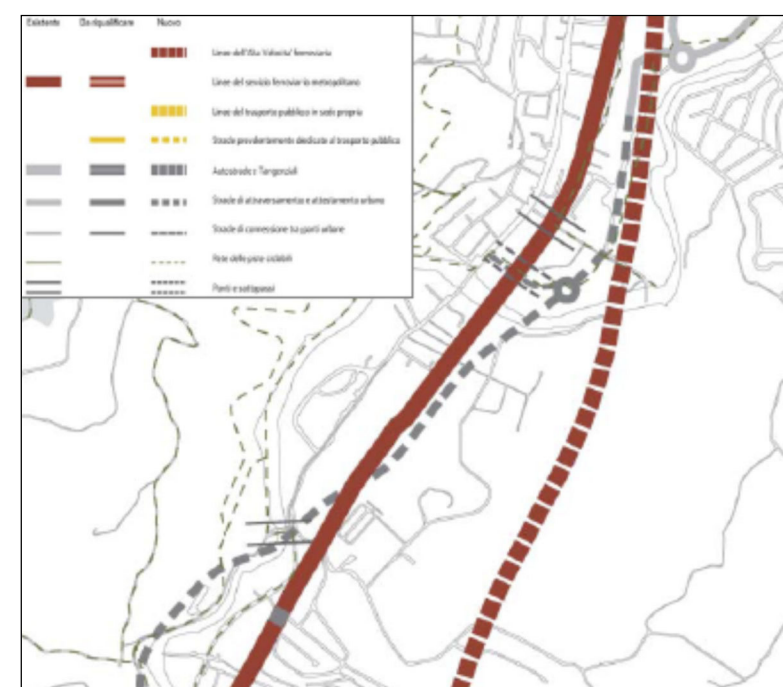 Esistente Da riqualificare Nuovo
Linee dell'Alta Velocita' ferroviaria
Linee del servizio ferroviario metropolitano
Linee del trasporto pubblico in sede propria
Strade prevalentemente dedicate al trasporto pubblico
Autostrade e Tangenziali
Strade di attraversamento e attestamento urbano
Strade di connessione tra parti urbane
Rete delle piste ciclabili
Ponti e sottopassi